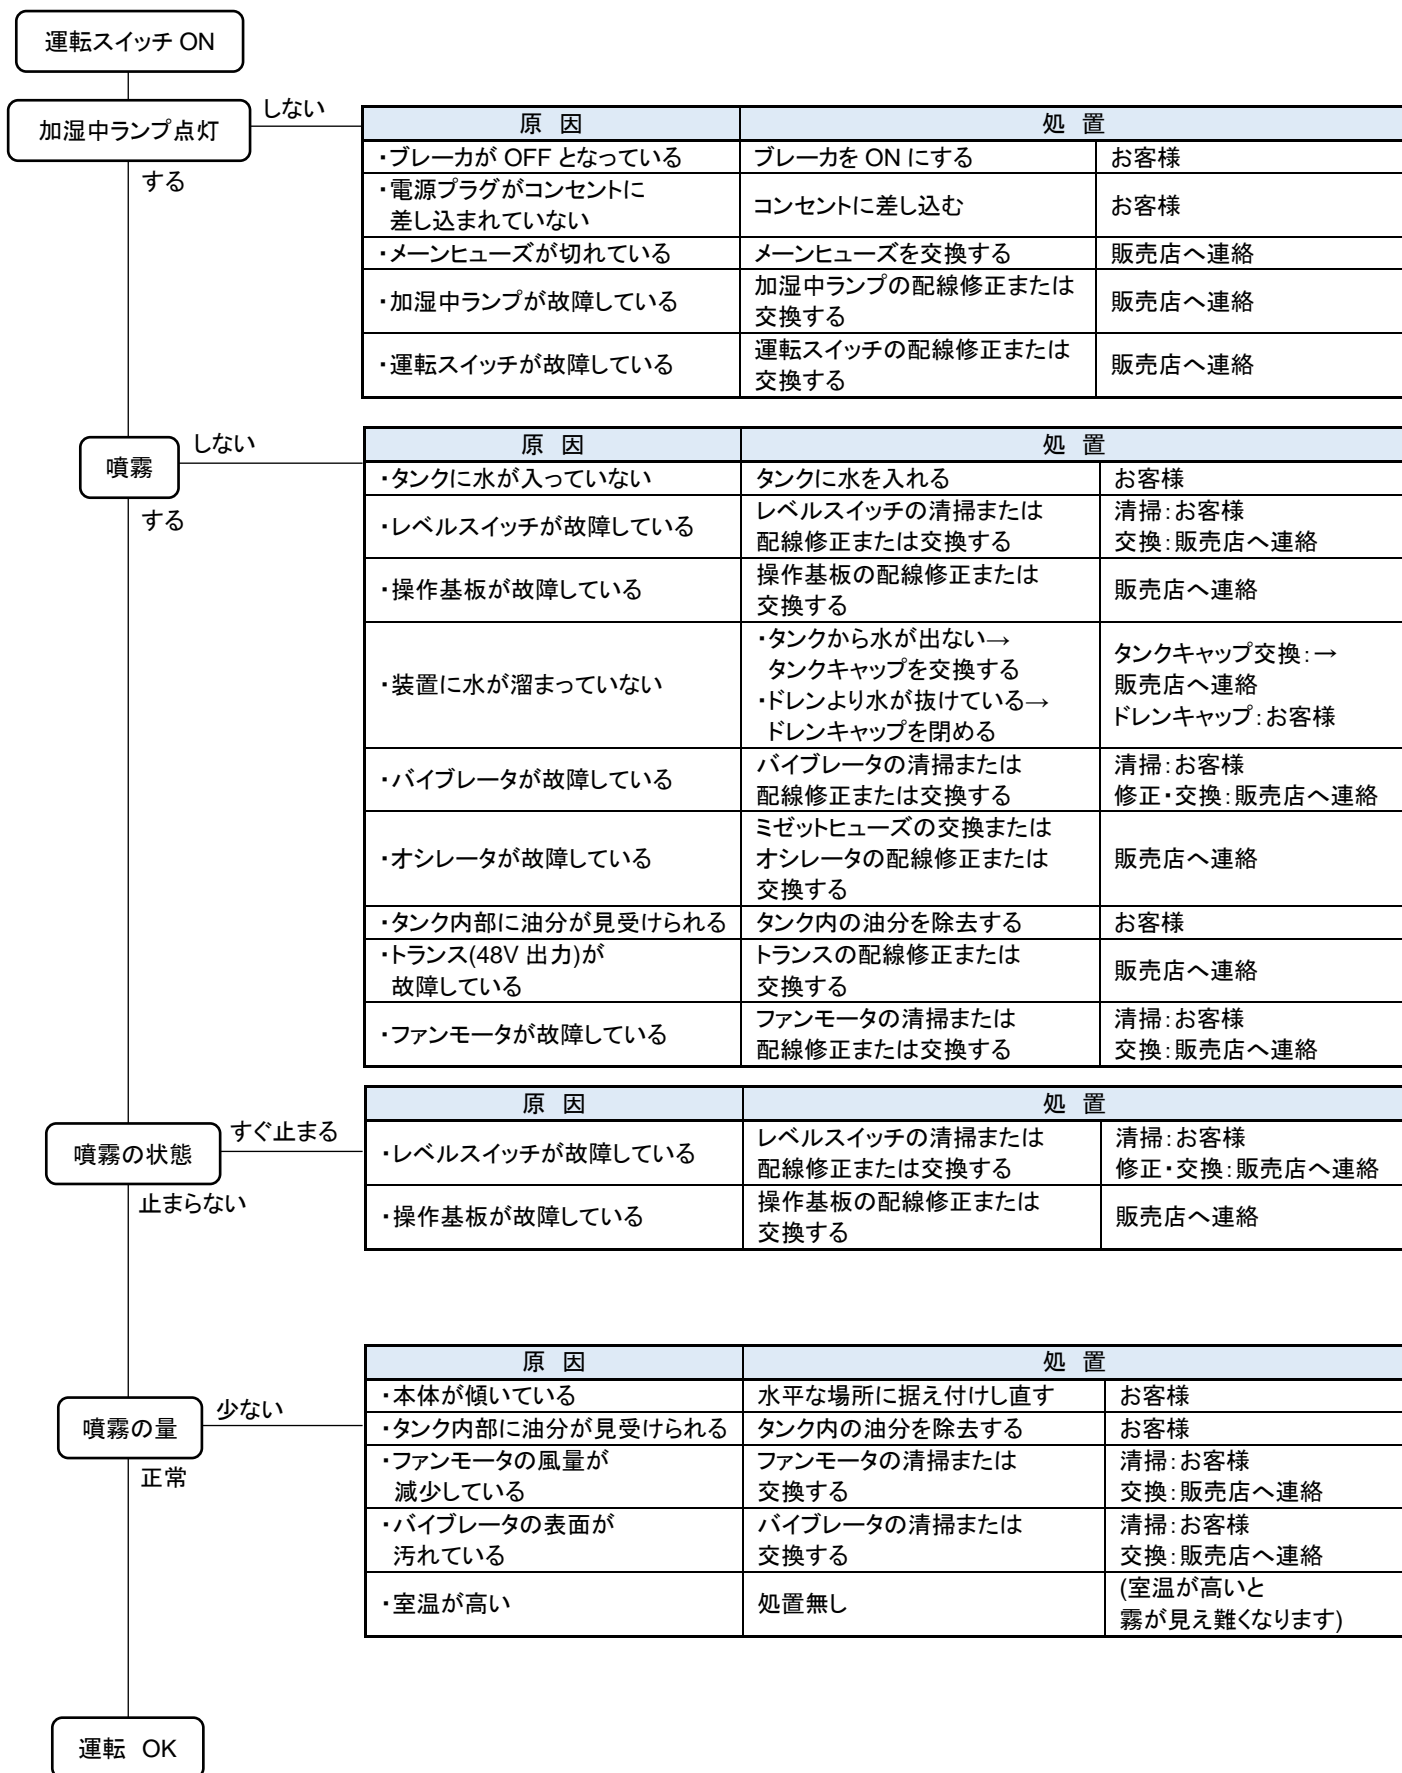 運転スイッチ ON
加湿中ランプ点灯
しない
する
原 因 処 置
・ブレーカが OFF となっている ブレーカを ON にする お客様
・電源プラグがコンセントに
差し込まれていない
コンセントに差し込む お客様
・メーンヒューズが切れている メーンヒューズを交換する 販売店へ連絡
・加湿中ランプが故障している
加湿中ランプの配線修正または
交換する
販売店へ連絡
・運転スイッチが故障している
運転スイッチの配線修正または
交換する
販売店へ連絡
噴霧
しない
する
原 因 処 置
・タンクに水が入っていない タンクに水を入れる お客様
・レベルスイッチが故障している
レベルスイッチの清掃または
配線修正または交換する
清掃：お客様
交換：販売店へ連絡
・操作基板が故障している
操作基板の配線修正または
交換する
販売店へ連絡
・装置に水が溜まっていない
・タンクから水が出ない→
タンクキャップを交換する
・ドレンより水が抜けている→
ドレンキャップを閉める
タンクキャップ交換：→
販売店へ連絡
ドレンキャップ：お客様
・バイブレータが故障している
バイブレータの清掃または
配線修正または交換する
清掃：お客様
修正・交換：販売店へ連絡
・オシレータが故障している
ミゼットヒューズの交換または
オシレータの配線修正または
交換する
販売店へ連絡
・タンク内部に油分が見受けられる タンク内の油分を除去する お客様
・トランス(48V 出力)が
故障している
トランスの配線修正または
交換する
販売店へ連絡
・ファンモータが故障している
ファンモータの清掃または
配線修正または交換する
清掃：お客様
交換：販売店へ連絡
噴霧の状態
すぐ止まる
止まらない
原 因 処 置
・レベルスイッチが故障している
レベルスイッチの清掃または
配線修正または交換する
清掃：お客様
修正・交換：販売店へ連絡
・操作基板が故障している
操作基板の配線修正または
交換する
販売店へ連絡
噴霧の量
少ない
正常
原 因 処 置
・本体が傾いている 水平な場所に据え付けし直す お客様
・タンク内部に油分が見受けられる タンク内の油分を除去する お客様
・ファンモータの風量が
減少している
ファンモータの清掃または
交換する
清掃：お客様
交換：販売店へ連絡
・バイブレータの表面が
汚れている
バイブレータの清掃または
交換する
清掃：お客様
交換：販売店へ連絡
・室温が高い 処置無し
(室温が高いと
霧が見え難くなります)
運転 OK